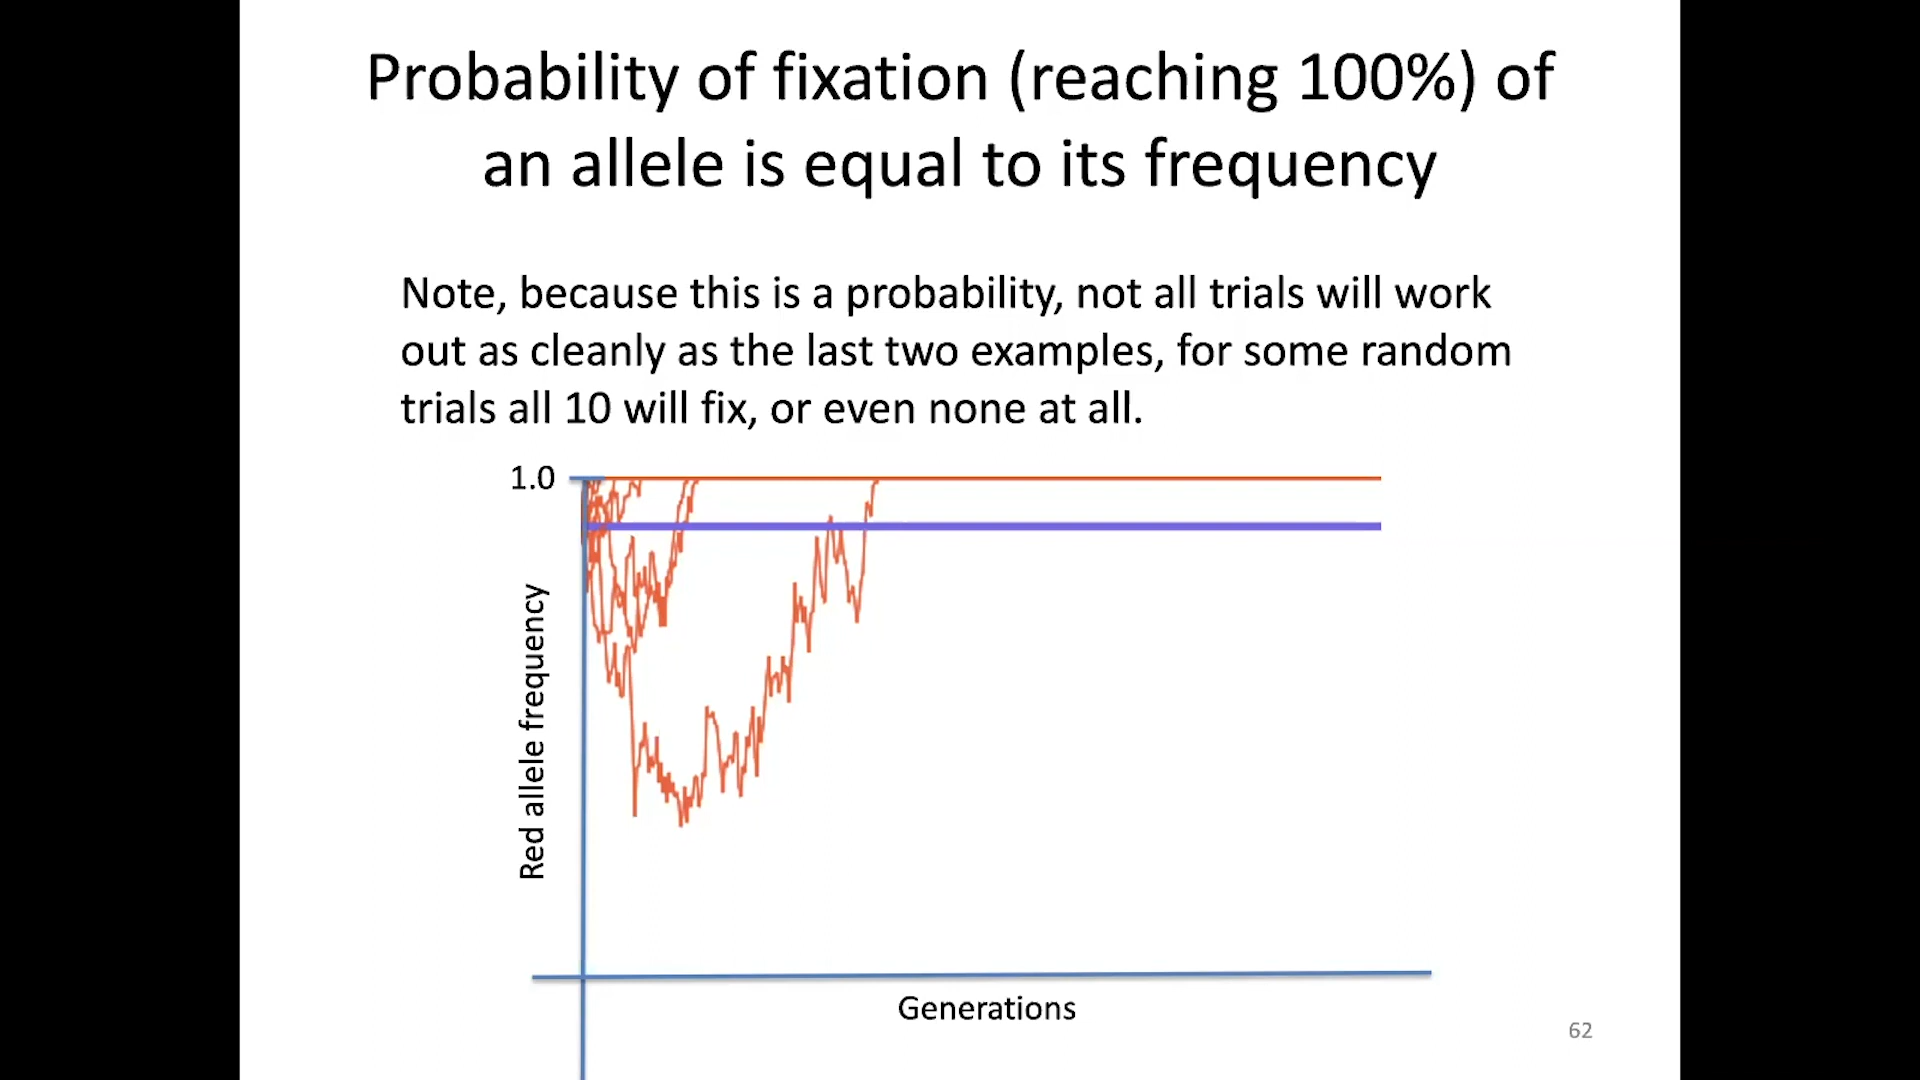 Probability of fixation (reaching 100%) of
an allele is equal to its frequency
Note, because this is a probability, not all trials will work
out as cleanly as the last two examples, for some random
trials all 10 will fix, or even none at all.
1.0
Red allele frequency
Generations
62